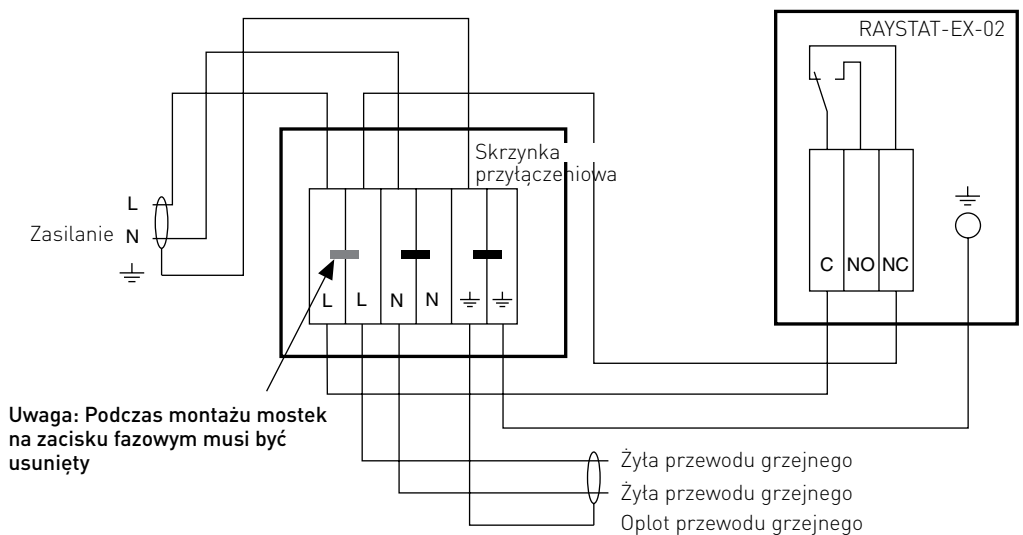 RAYSTAT-EX-02
Skrzynka
przyłączeniowa
L
Zasilanie N
L L N N
C NO NC
Uwaga: Podczas montażu mostek
na zacisku fazowym musi być
usunięty
Żyła przewodu grzejnego
Żyła przewodu grzejnego
Oplot przewodu grzejnego